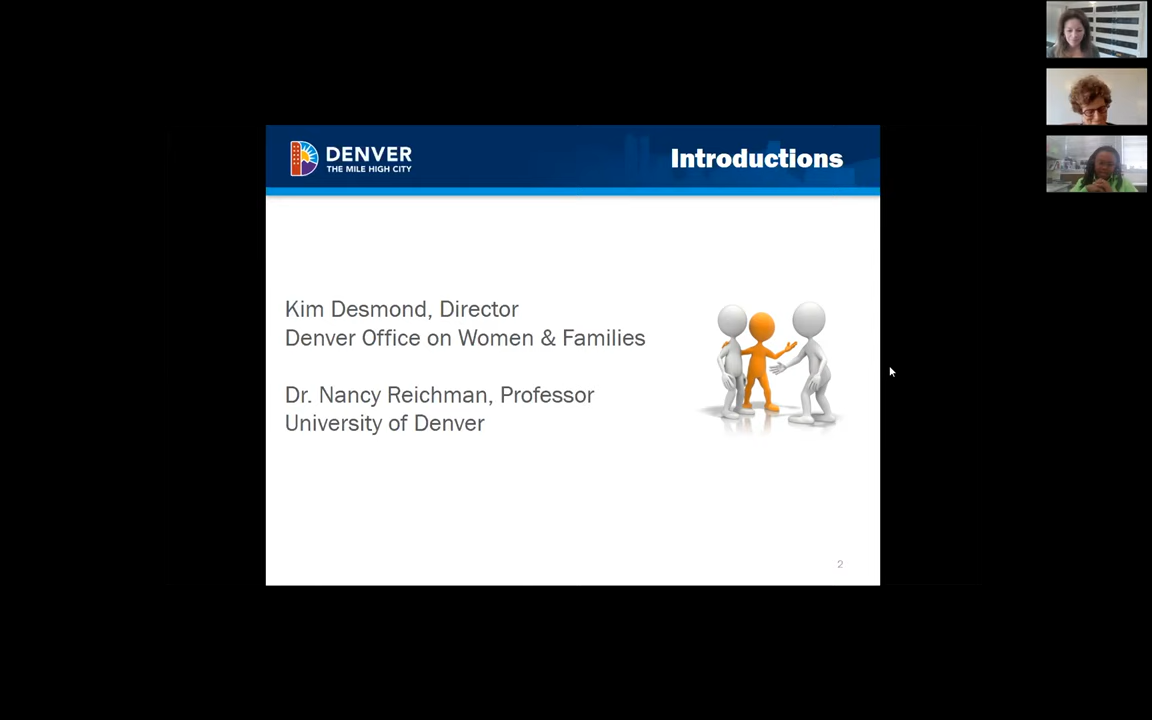 DENVER
THE MILE HIGH CITY
Introductions
Kim Desmond, Director
Denver Office on Women & Families
Dr. Nancy Reichman, Professor
University of Denver
2